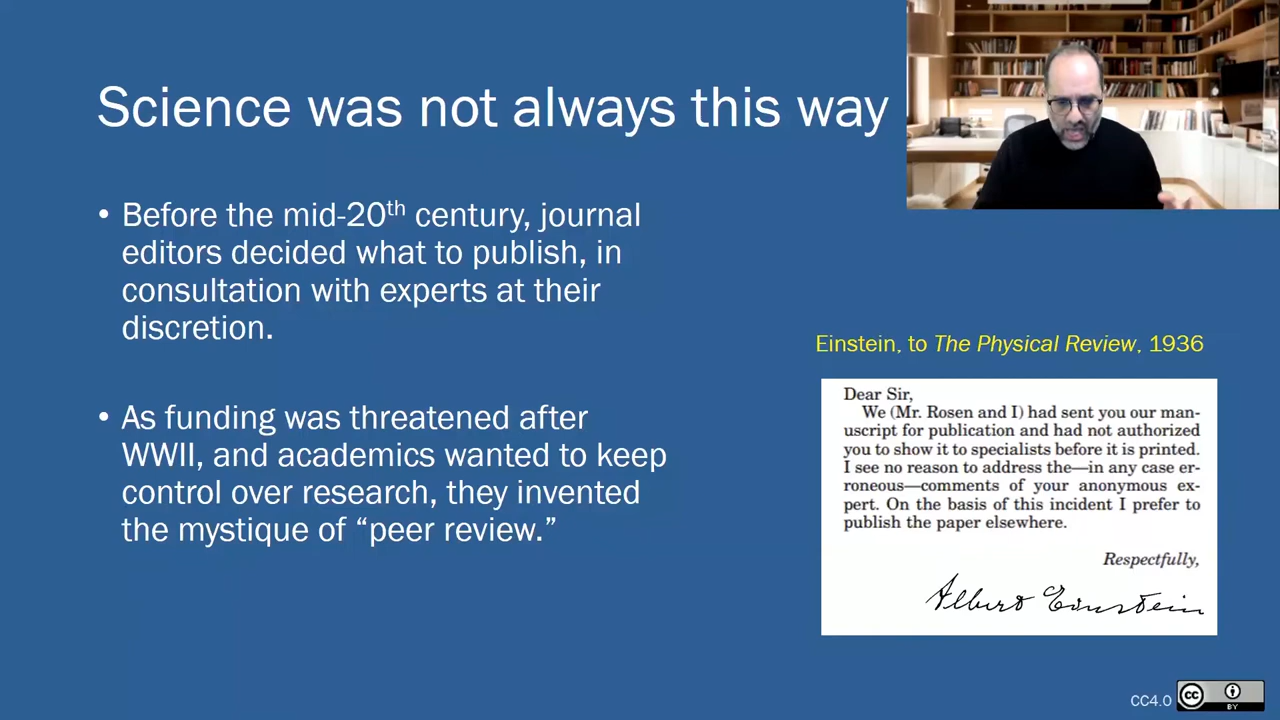 Science was not always this way
• Before the mid-20th century, journal
editors decided what to publish, in
consultation with experts at their
discretion.
• As funding was threatened after
WWII, and academics wanted to keep
control over research, they invented
the mystique of “peer review.”
Einstein, to The Physical Review, 1936
Dear Sir,
We (Mr. Rosen and I) had sent you our man-
uscript for publication and had not authorized
you to show it to specialists before it is printed.
I see no reason to address the—in any case er-
roneous—comments of your anonymous ex-
pert. On the basis of this incident I prefer to
publish the paper elsewhere.
Respectfully,
Albert Einstein
CC4.0
cc
BY